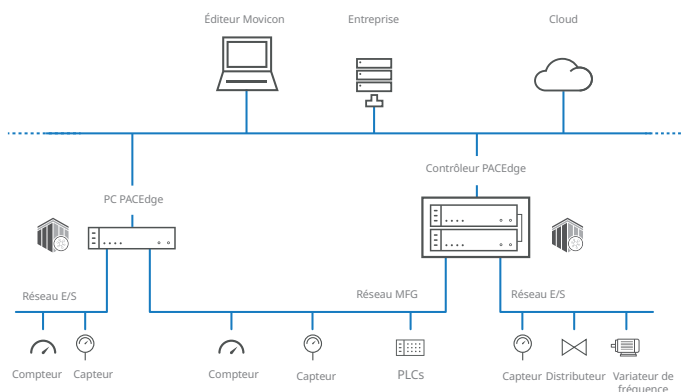 Éditeur Movicon
Entreprise
Cloud
Contrôleur PACEdge
PC PACEdge
Réseau E/S
Réseau MFG
Réseau E/S
Compteur
Capteur
Compteur
Capteur
PLCs
Capteur
Distributeur
Variateur de
fréquence